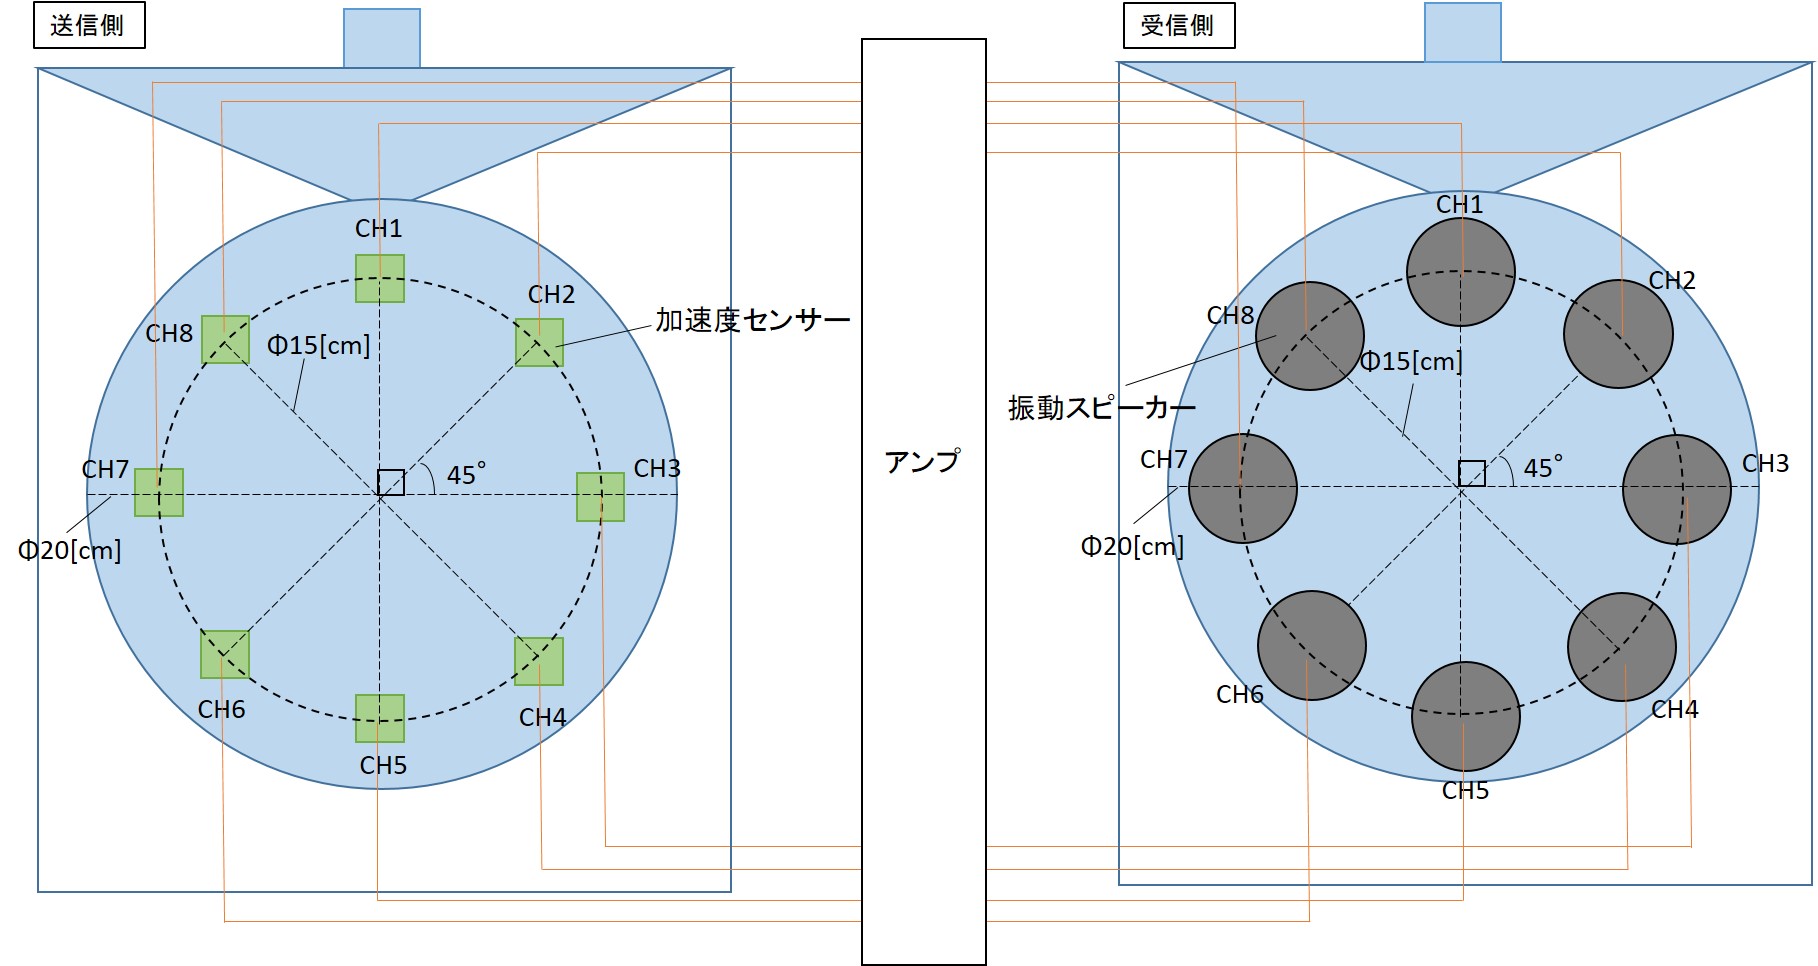 送信側
CH1
CH2
加速度センサー
CH8
Φ15[cm]
CH7
45°
CH3
Φ20[cm]
CH6
CH4
CH5
アンプ
受信側
CH1
CH2
CH8
Φ15[cm]
振動スピーカー
CH7
45°
CH3
Φ20[cm]
CH6
CH4
CH5